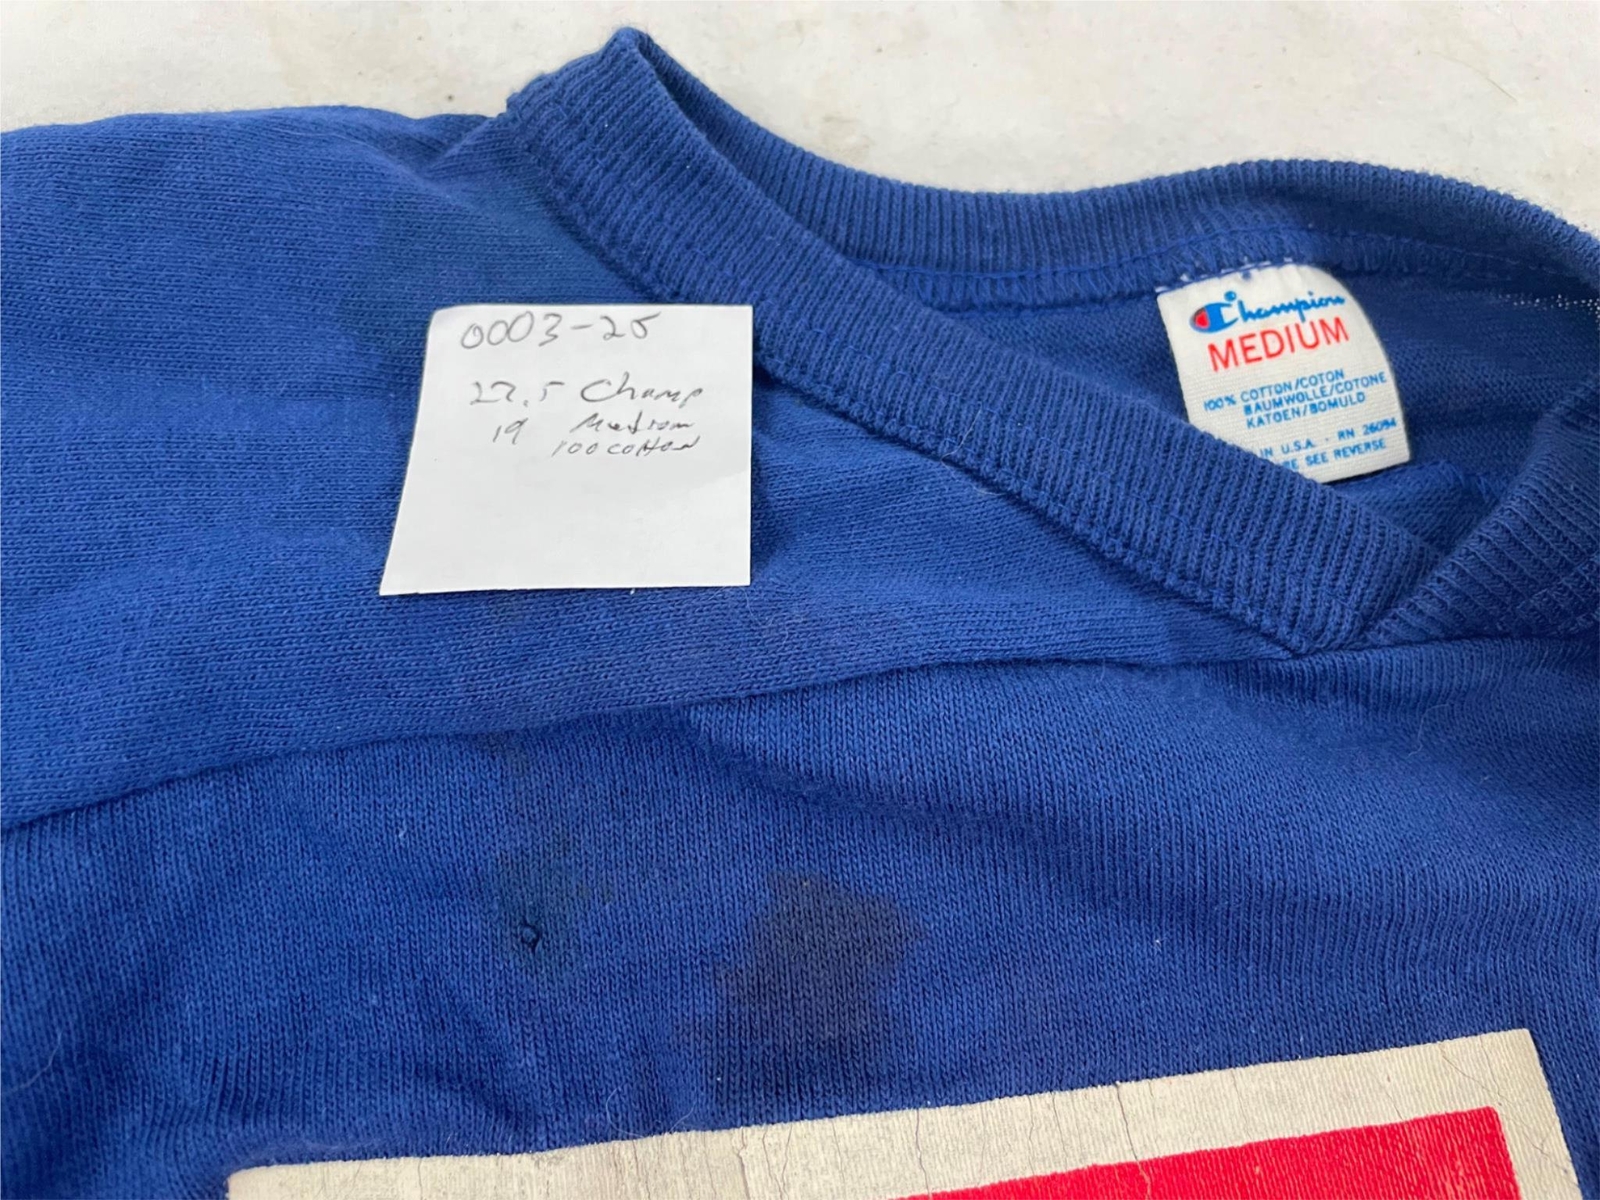 0003-25
27.5 Champ
19 Medium
100 cotton
Champion
MEDIUM
100% COTTON/COTON
BAUMWOLLE/COTONE
KATOEN/BOMULD
IN U.S.A. · RN 26094
RE SEE REVERSE